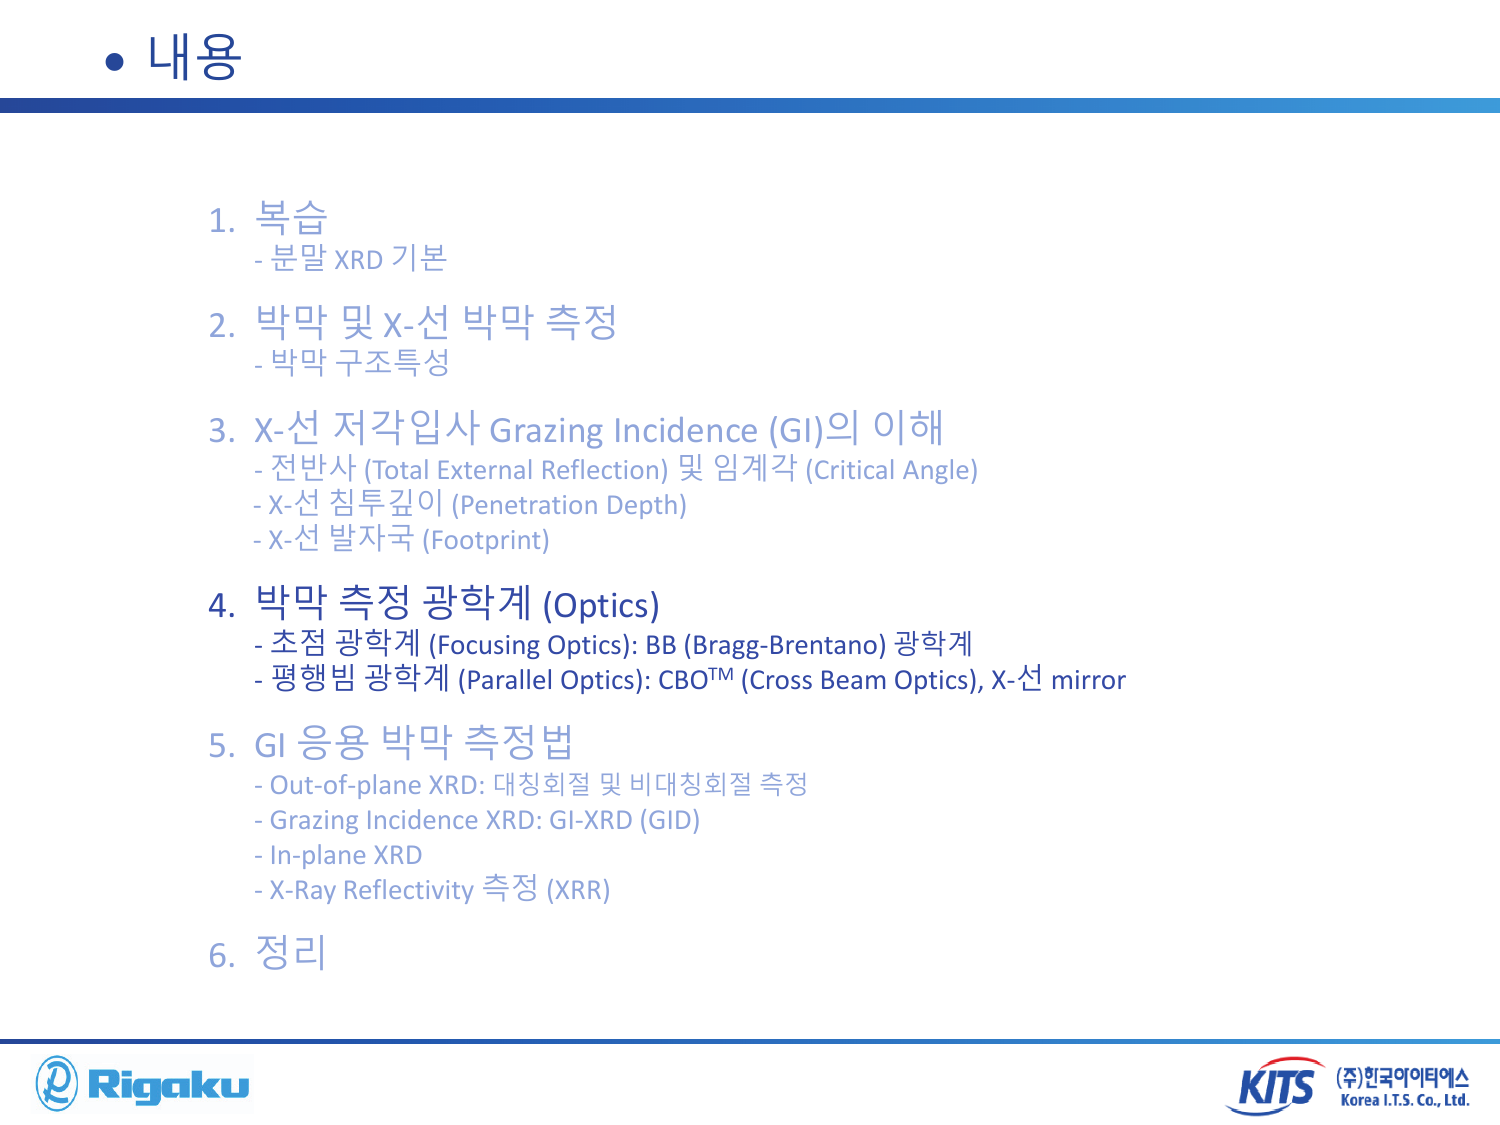 • 내용
1. 복습
- 분말 XRD 기본
2. 박막 및 X-선 박막 측정
- 박막 구조특성
3. X-선 저각입사 Grazing Incidence (GI)의 이해
- 전반사 (Total External Reflection) 및 임계각 (Critical Angle)
- X-선 침투깊이 (Penetration Depth)
- X-선 발자국 (Footprint)
4. 박막 측정 광학계 (Optics)
- 초점 광학계 (Focusing Optics): BB (Bragg-Brentano) 광학계
- 평행빔 광학계 (Parallel Optics): CBO™ (Cross Beam Optics), X-선 mirror
5. GI 응용 박막 측정법
- Out-of-plane XRD: 대칭회절 및 비대칭회절 측정
- Grazing Incidence XRD: GI-XRD (GID)
- In-plane XRD
- X-Ray Reflectivity 측정 (XRR)
6. 정리
Rigaku
KITS (주)한국아이티에스
Korea I.T.S. Co., Ltd.